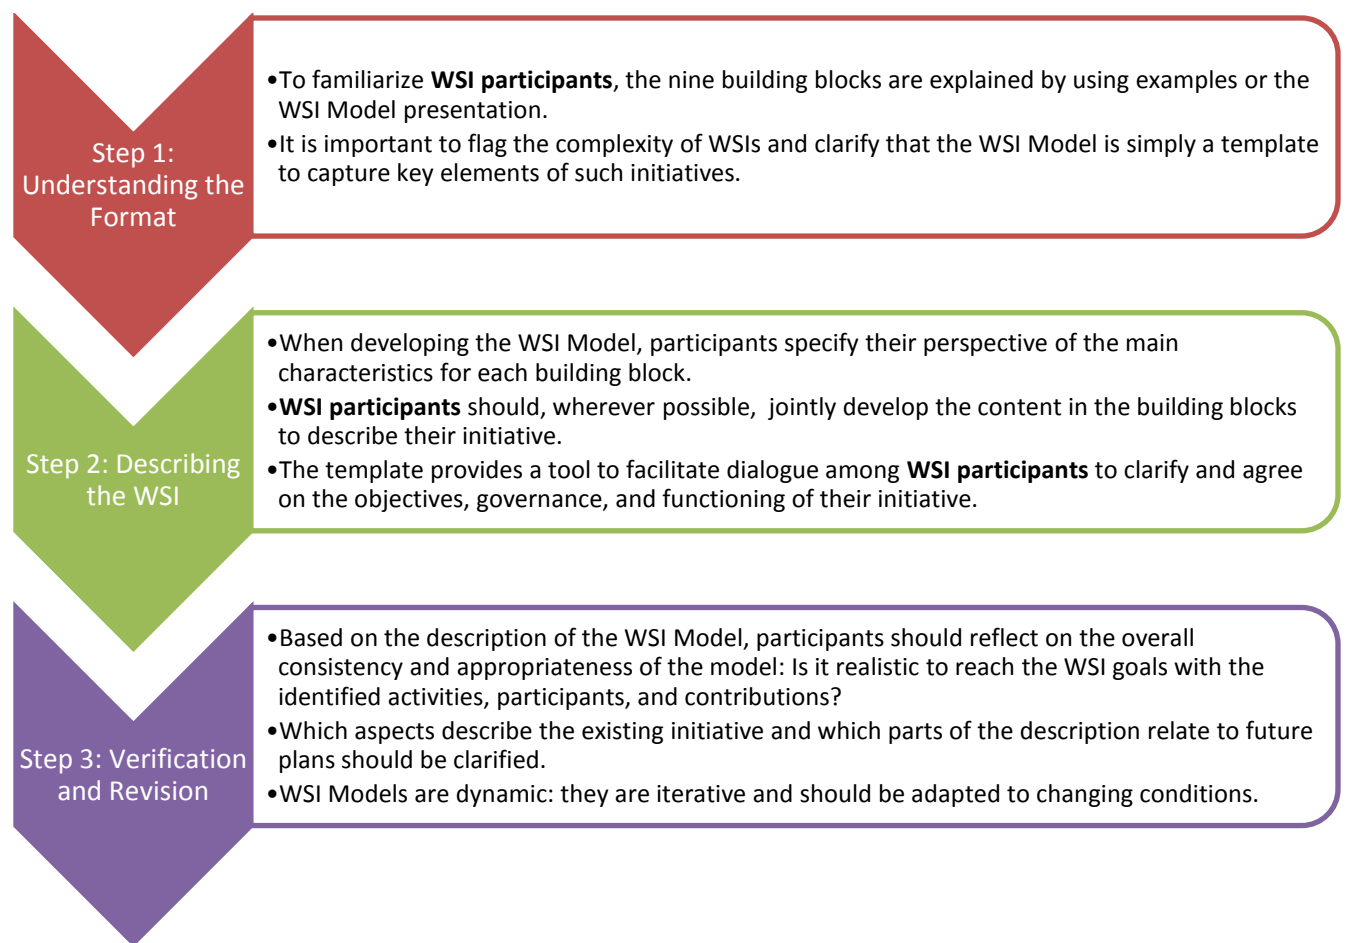 Step 1:
Understanding the
Format
•To familiarize WSI participants, the nine building blocks are explained by using examples or the
WSI Model presentation.
•It is important to flag the complexity of WSIs and clarify that the WSI Model is simply a template
to capture key elements of such initiatives.
Step 2: Describing
the WSI
•When developing the WSI Model, participants specify their perspective of the main
characteristics for each building block.
•WSI participants should, wherever possible,  jointly develop the content in the building blocks
to describe their initiative.
•The template provides a tool to facilitate dialogue among WSI participants to clarify and agree
on the objectives, governance, and functioning of their initiative.
Step 3: Verification
and Revision
•Based on the description of the WSI Model, participants should reflect on the overall
consistency and appropriateness of the model: Is it realistic to reach the WSI goals with the
identified activities, participants, and contributions?
•Which aspects describe the existing initiative and which parts of the description relate to future
plans should be clarified.
•WSI Models are dynamic: they are iterative and should be adapted to changing conditions.